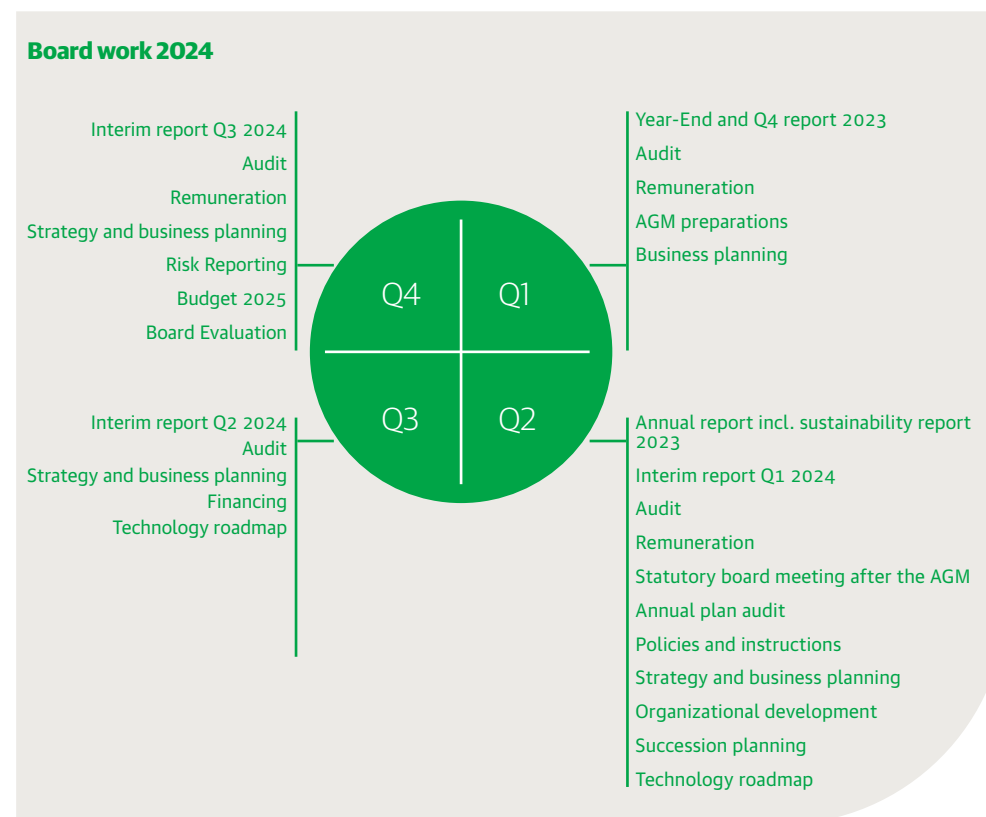 Board work 2024
Interim report Q3 2024
Audit
Remuneration
Strategy and business planning
Risk Reporting
Budget 2025
Board Evaluation
Year-End and Q4 report 2023
Audit
Remuneration
AGM preparations
Business planning
Q4
Q1
Q3
Q2
Interim report Q2 2024
Audit
Strategy and business planning
Financing
Technology roadmap
Annual report incl. sustainability report
2023
Interim report Q1 2024
Audit
Remuneration
Statutory board meeting after the AGM
Annual plan audit
Policies and instructions
Strategy and business planning
Organizational development
Succession planning
Technology roadmap